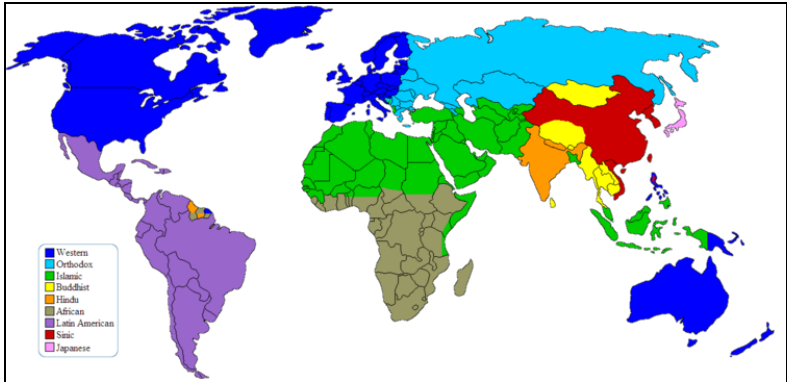 Western
Orthodox
Islamic
Buddhist
Hindu
African
Latin American
Sinic
Japanese